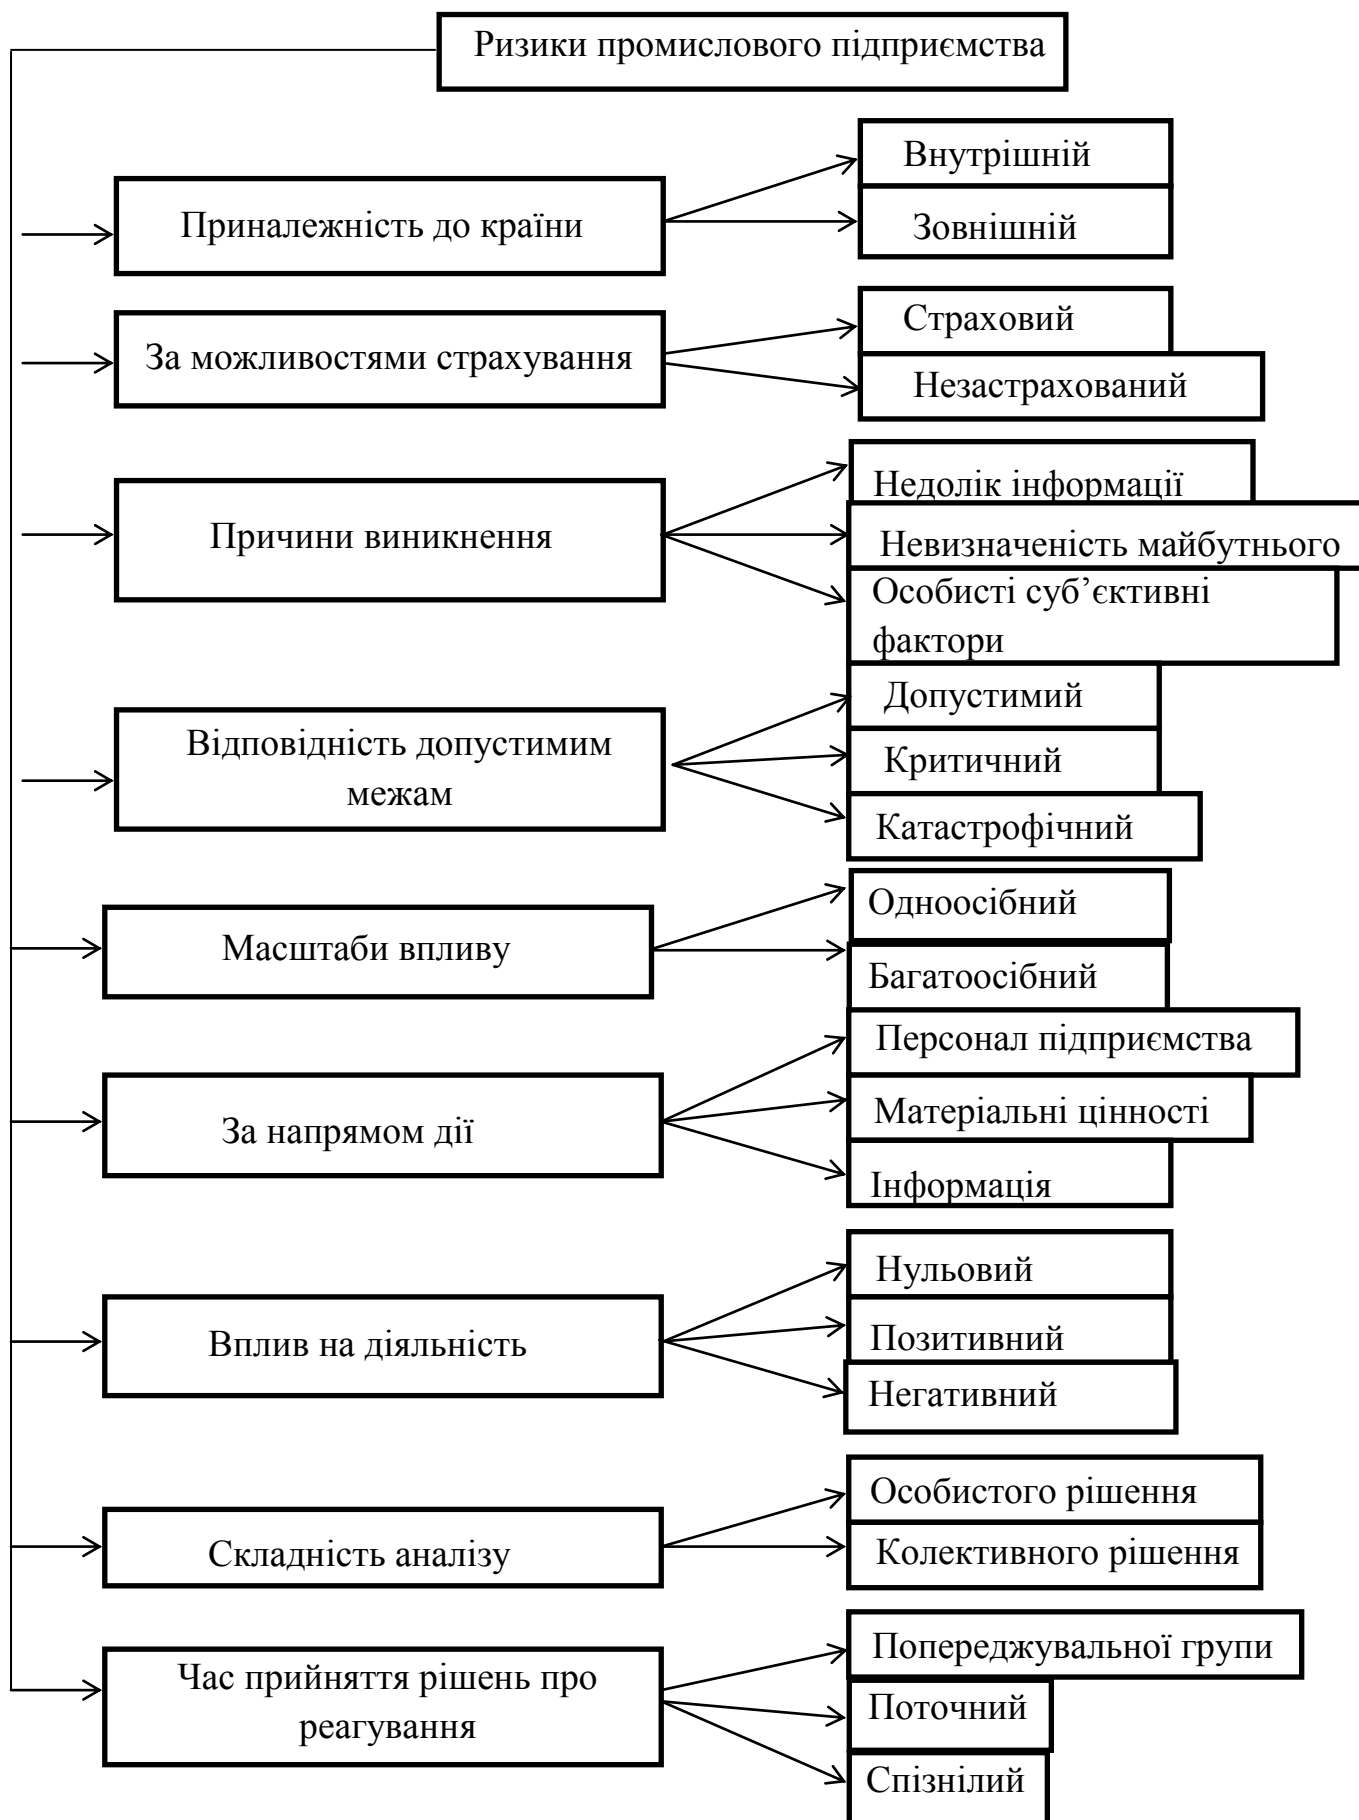 Ризики промислового підприємства
Приналежність до країни
Внутрішній
Зовнішній
За можливостями страхування
Страховий
Незастрахований
Причини виникнення
Недолік інформації
Невизначеність майбутнього
Особисті суб’єктивні
фактори
Відповідність допустимим
межам
Допустимий
Критичний
Катастрофічний
Масштаби впливу
Одноосібний
Багатоосібний
За напрямом дії
Персонал підприємства
Матеріальні цінності
Інформація
Вплив на діяльність
Нульовий
Позитивний
Негативний
Складність аналізу
Особистого рішення
Колективного рішення
Час прийняття рішень про
реагування
Попереджувальної групи
Поточний
Спізнілий